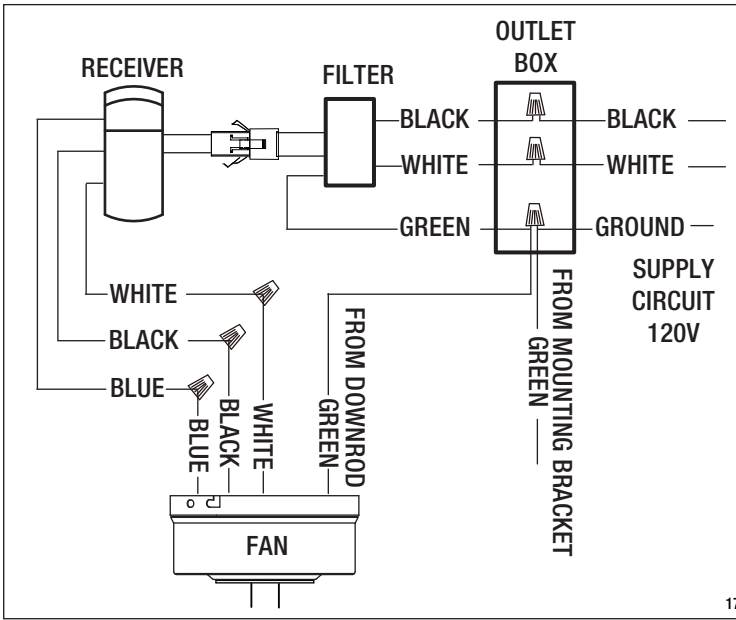 OUTLET
BOX
RECEIVER
FILTER
BLACK
BLACK
WHITE
WHITE
GREEN
GROUND
SUPPLY
CIRCUIT
120V
WHITE
BLACK
BLUE
BLUE
BLACK
WHITE
GREEN
FROM DOWNROD
GREEN
FROM MOUNTING BRACKET
FAN
17